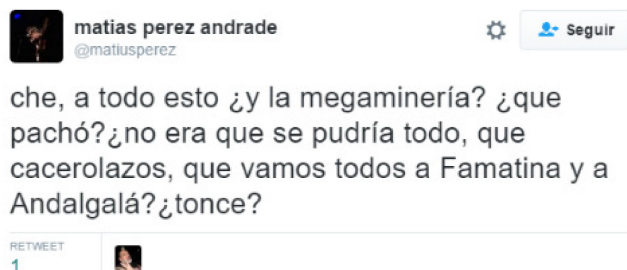 matias perez andrade
@matiusperez
Seguir
che, a todo esto ¿y la megaminería? ¿que
pachó?¿no era que se pudría todo, que
cacerolazos, que vamos todos a Famatina y a
Andalgalá?¿tonce?
RETWEET
1